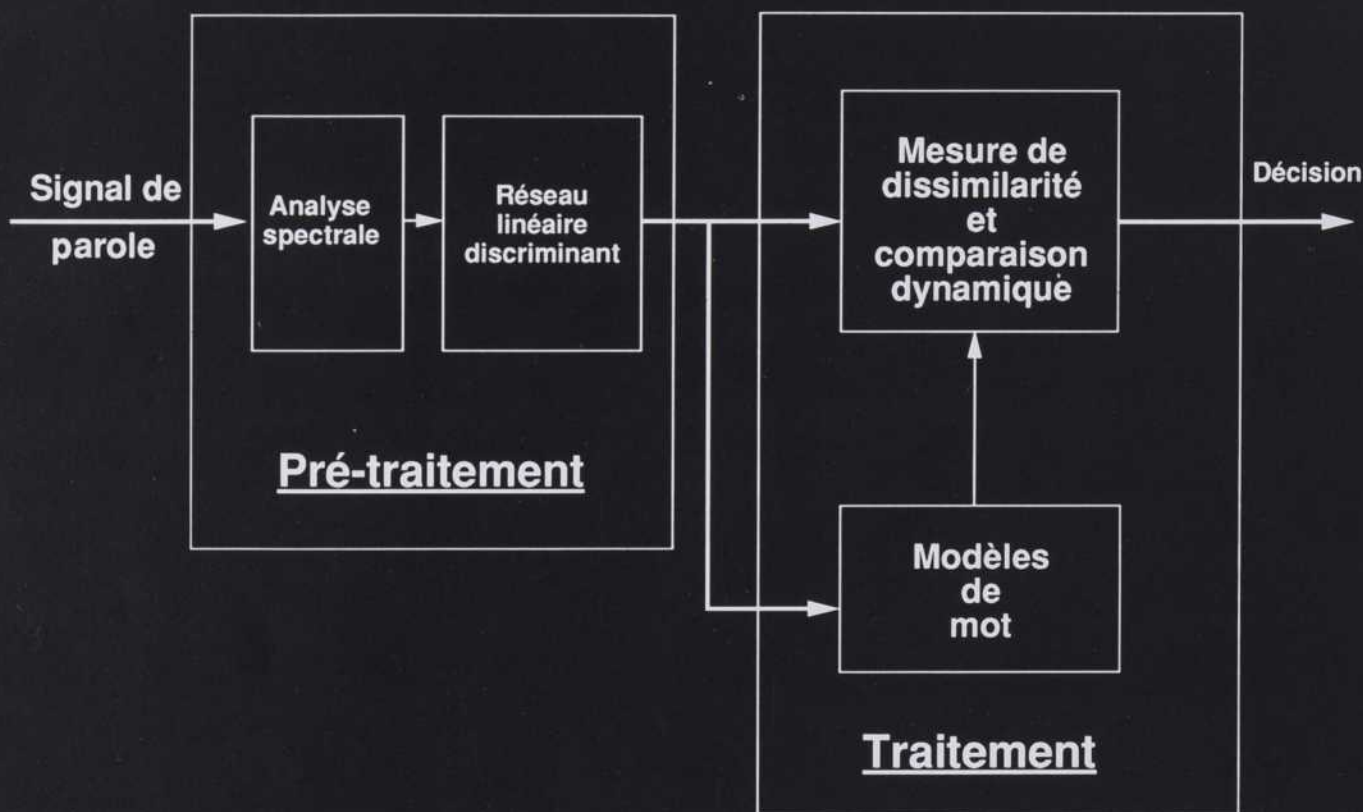 Signal de
parole
Analyse
spectrale
Réseau
linéaire
discriminant
Pré-traitement
Mesure de
dissimilarité
et
comparaison
dynamique
Modèles
de
mot
Traitement
Décision